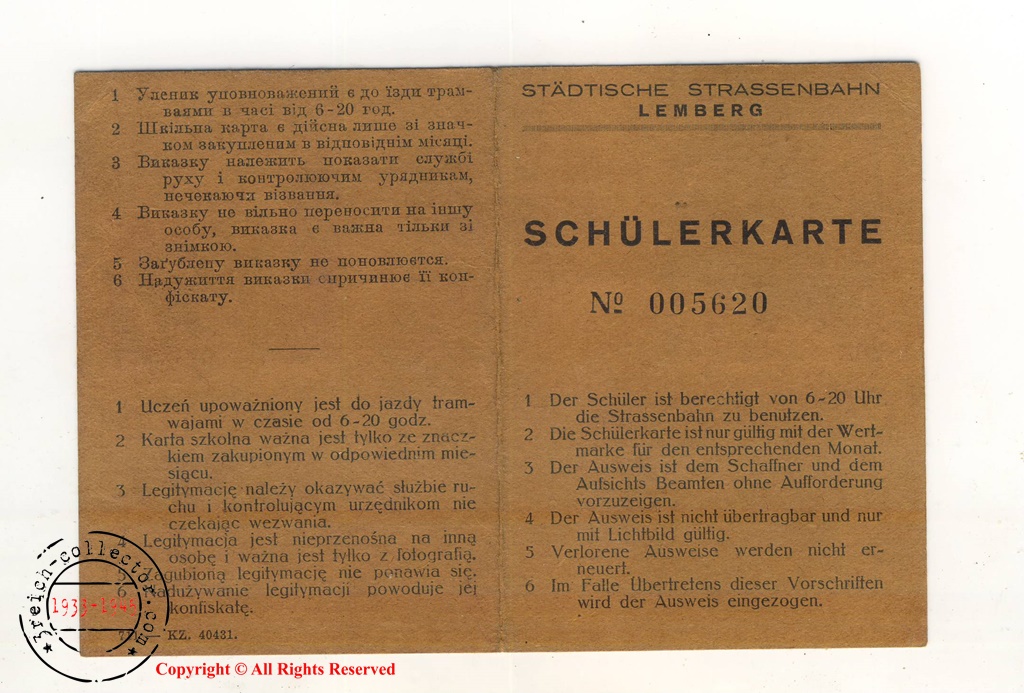 1 Ученик уповноважений є до їзди трам-
ваями в часі від 6-20 год.
2 Шкільна карта є дійсна лише зі знач-
ком закупленим в відповіднім місяці.
3 Виказку належить показати службі
руху і контролюючим урядникам,
нечекаючи візвання.
4 Виказку не вільно переносити на іншу
особу, виказка є важна тільки зі
знімкою.
5 Заґублену виказку не поновлюєтся.
6 Надужиття виказки спричинює її кон-
фіскату.
1 Uczeń upoważniony jest do jazdy tram-
wajami w czasie od 6-20 godz.
2 Karta szkolna ważna jest tylko ze znacz-
kiem zakupionym w odpowiednim mie-
siącu.
3 Legitymację należy okazywać służbie ru-
chu i kontrolującym urzędnikom nie
czekając wezwania.
4 Legitymacja jest nieprzenośna na inną
osobę i ważna jest tylko z fotografią.
5 Zagubioną legitymację nie ponawia się.
6 Nadużywanie legitymacji powoduje jej
konfiskatę.
KZ. 40431.
STÄDTISCHE STRASSENBAHN
LEMBERG
SCHÜLERKARTE
Nº 005620
1 Der Schüler ist berechtigt von 6-20 Uhr
die Strassenbahn zu benutzen.
2 Die Schülerkarte ist nur gültig mit der Wert-
marke für den entsprechenden Monat.
3 Der Ausweis ist dem Schaffner und dem
Aufsichts Beamten ohne Aufforderung
vorzuzeigen.
4 Der Ausweis ist nicht übertragbar und nur
mit Lichtbild gültig.
5 Verlorene Ausweise werden nicht er-
neuert.
6 Im Falle Übertretens dieser Vorschriften
wird der Ausweis eingezogen.
3reich-collector.com
1933-1945
Copyright © All Rights Reserved